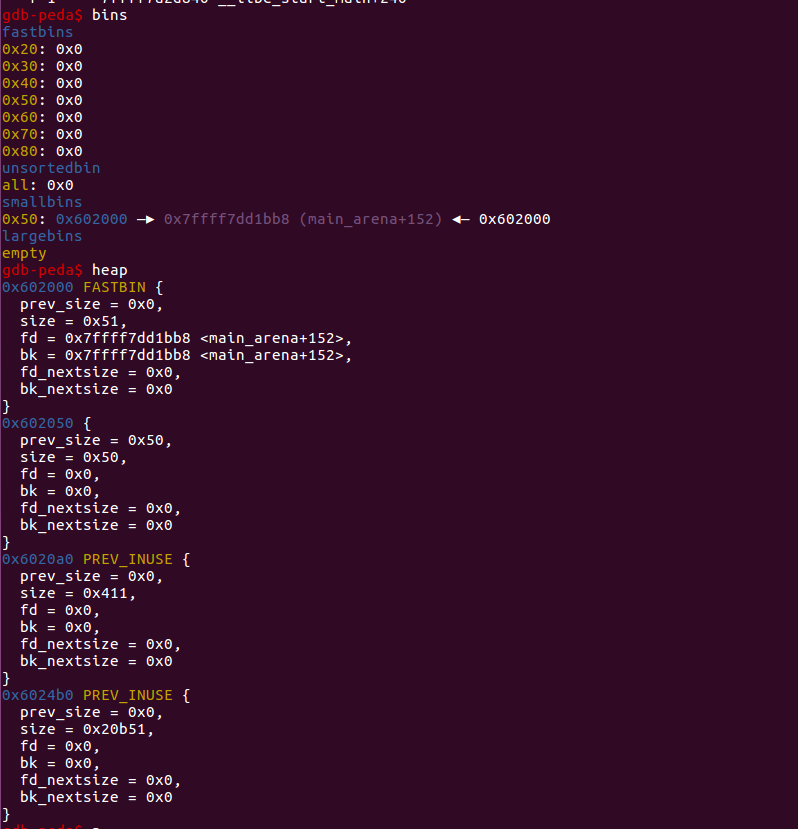 gdb-peda$ bins
fastbins
0x20: 0x0
0x30: 0x0
0x40: 0x0
0x50: 0x0
0x60: 0x0
0x70: 0x0
0x80: 0x0
unsortedbin
all: 0x0
smallbins
0x50: 0x602000 —▸ 0x7ffff7dd1bb8 (main_arena+152) ◂— 0x602000
largebins
empty
gdb-peda$ heap
0x602000 FASTBIN {
  prev_size = 0x0,
  size = 0x51,
  fd = 0x7ffff7dd1bb8 <main_arena+152>,
  bk = 0x7ffff7dd1bb8 <main_arena+152>,
  fd_nextsize = 0x0,
  bk_nextsize = 0x0
}
0x602050 {
  prev_size = 0x50,
  size = 0x50,
  fd = 0x0,
  bk = 0x0,
  fd_nextsize = 0x0,
  bk_nextsize = 0x0
}
0x6020a0 PREV_INUSE {
  prev_size = 0x0,
  size = 0x411,
  fd = 0x0,
  bk = 0x0,
  fd_nextsize = 0x0,
  bk_nextsize = 0x0
}
0x6024b0 PREV_INUSE {
  prev_size = 0x0,
  size = 0x20b51,
  fd = 0x0,
  bk = 0x0,
  fd_nextsize = 0x0,
  bk_nextsize = 0x0
}